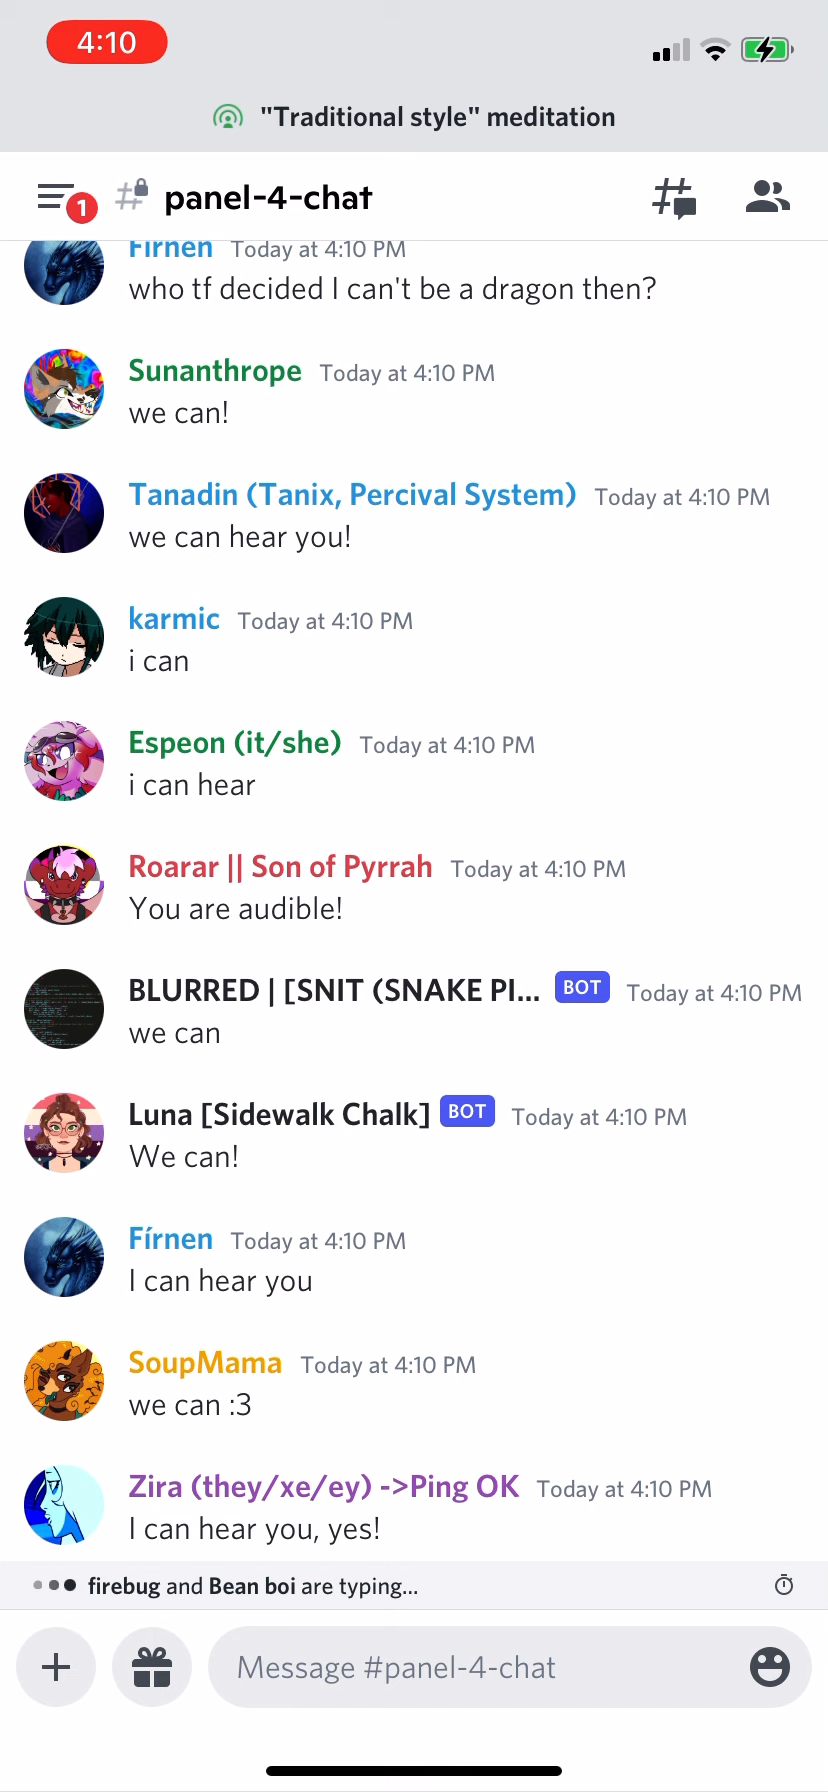 4:10
"Traditional style" meditation
1
panel-4-chat
Fírnen Today at 4:10 PM
who tf decided I can't be a dragon then?
Sunanthrope Today at 4:10 PM
we can!
Tanadin (Tanix, Percival System) Today at 4:10 PM
we can hear you!
karmic Today at 4:10 PM
i can
Espeon (it/she) Today at 4:10 PM
i can hear
Roarar || Son of Pyrrah Today at 4:10 PM
You are audible!
BLURRED | [SNIT (SNAKE PI... BOT Today at 4:10 PM
we can
Luna [Sidewalk Chalk] BOT Today at 4:10 PM
We can!
Fírnen Today at 4:10 PM
I can hear you
SoupMama Today at 4:10 PM
we can :3
Zira (they/xe/ey) ->Ping OK Today at 4:10 PM
I can hear you, yes!
firebug and Bean boi are typing...
Message #panel-4-chat